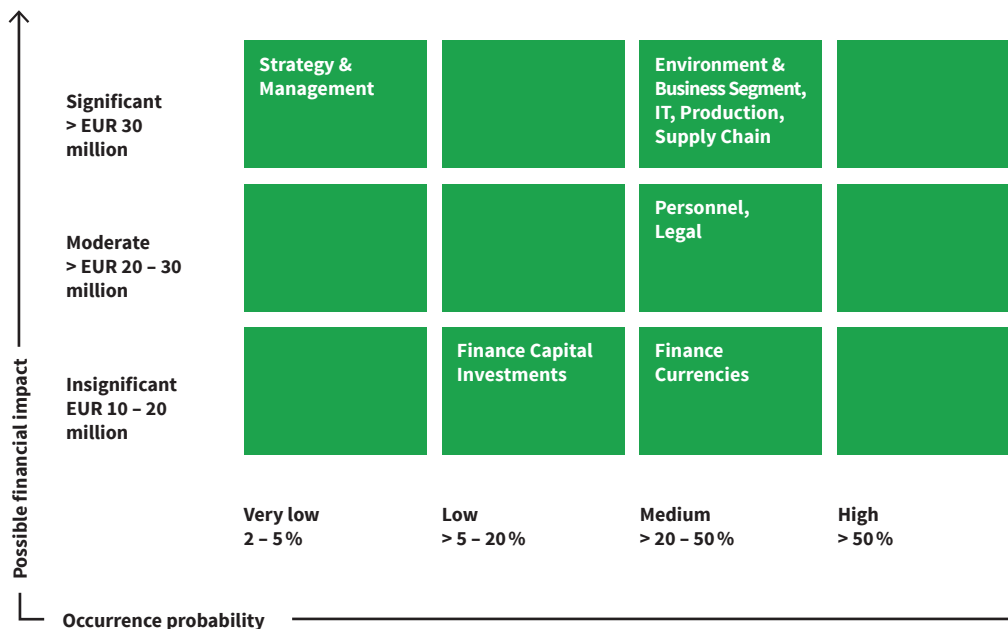 Possible financial impact
Significant
> EUR 30
million
Strategy &
Management
Environment &
Business Segment,
IT, Production,
Supply Chain
Moderate
> EUR 20 – 30
million
Personnel,
Legal
Insignificant
EUR 10 – 20
million
Finance Capital
Investments
Finance
Currencies
Very low
2 – 5 %
Low
> 5 – 20 %
Medium
> 20 – 50 %
High
> 50 %
Occurrence probability